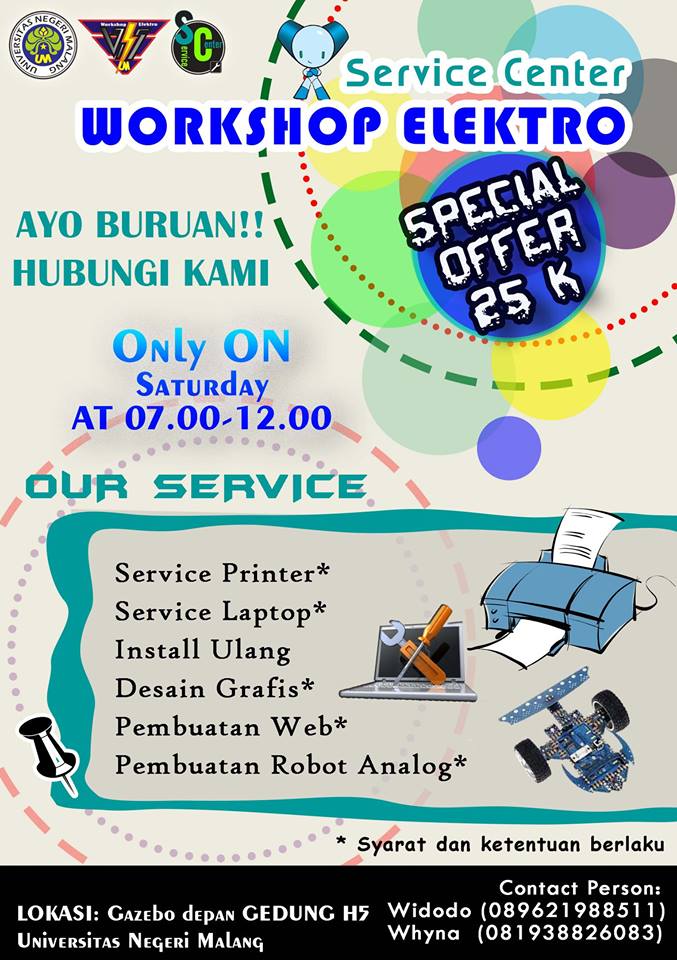 UNIVERSITAS NEGERI MALANG
UM
Workshop Elektro
UM
Service Center
Service Center
WORKSHOP ELEKTRO
AYO BURUAN!!
HUBUNGI KAMI
SPECIAL
OFFER
25 K
Only ON
Saturday
AT 07.00-12.00
OUR SERVICE
Service Printer*
Service Laptop*
Install Ulang
Desain Grafis*
Pembuatan Web*
Pembuatan Robot Analog*
* Syarat dan ketentuan berlaku
LOKASI: Gazebo depan GEDUNG H5
Universitas Negeri Malang
Contact Person:
Widodo (089621988511)
Whyna (081938826083)